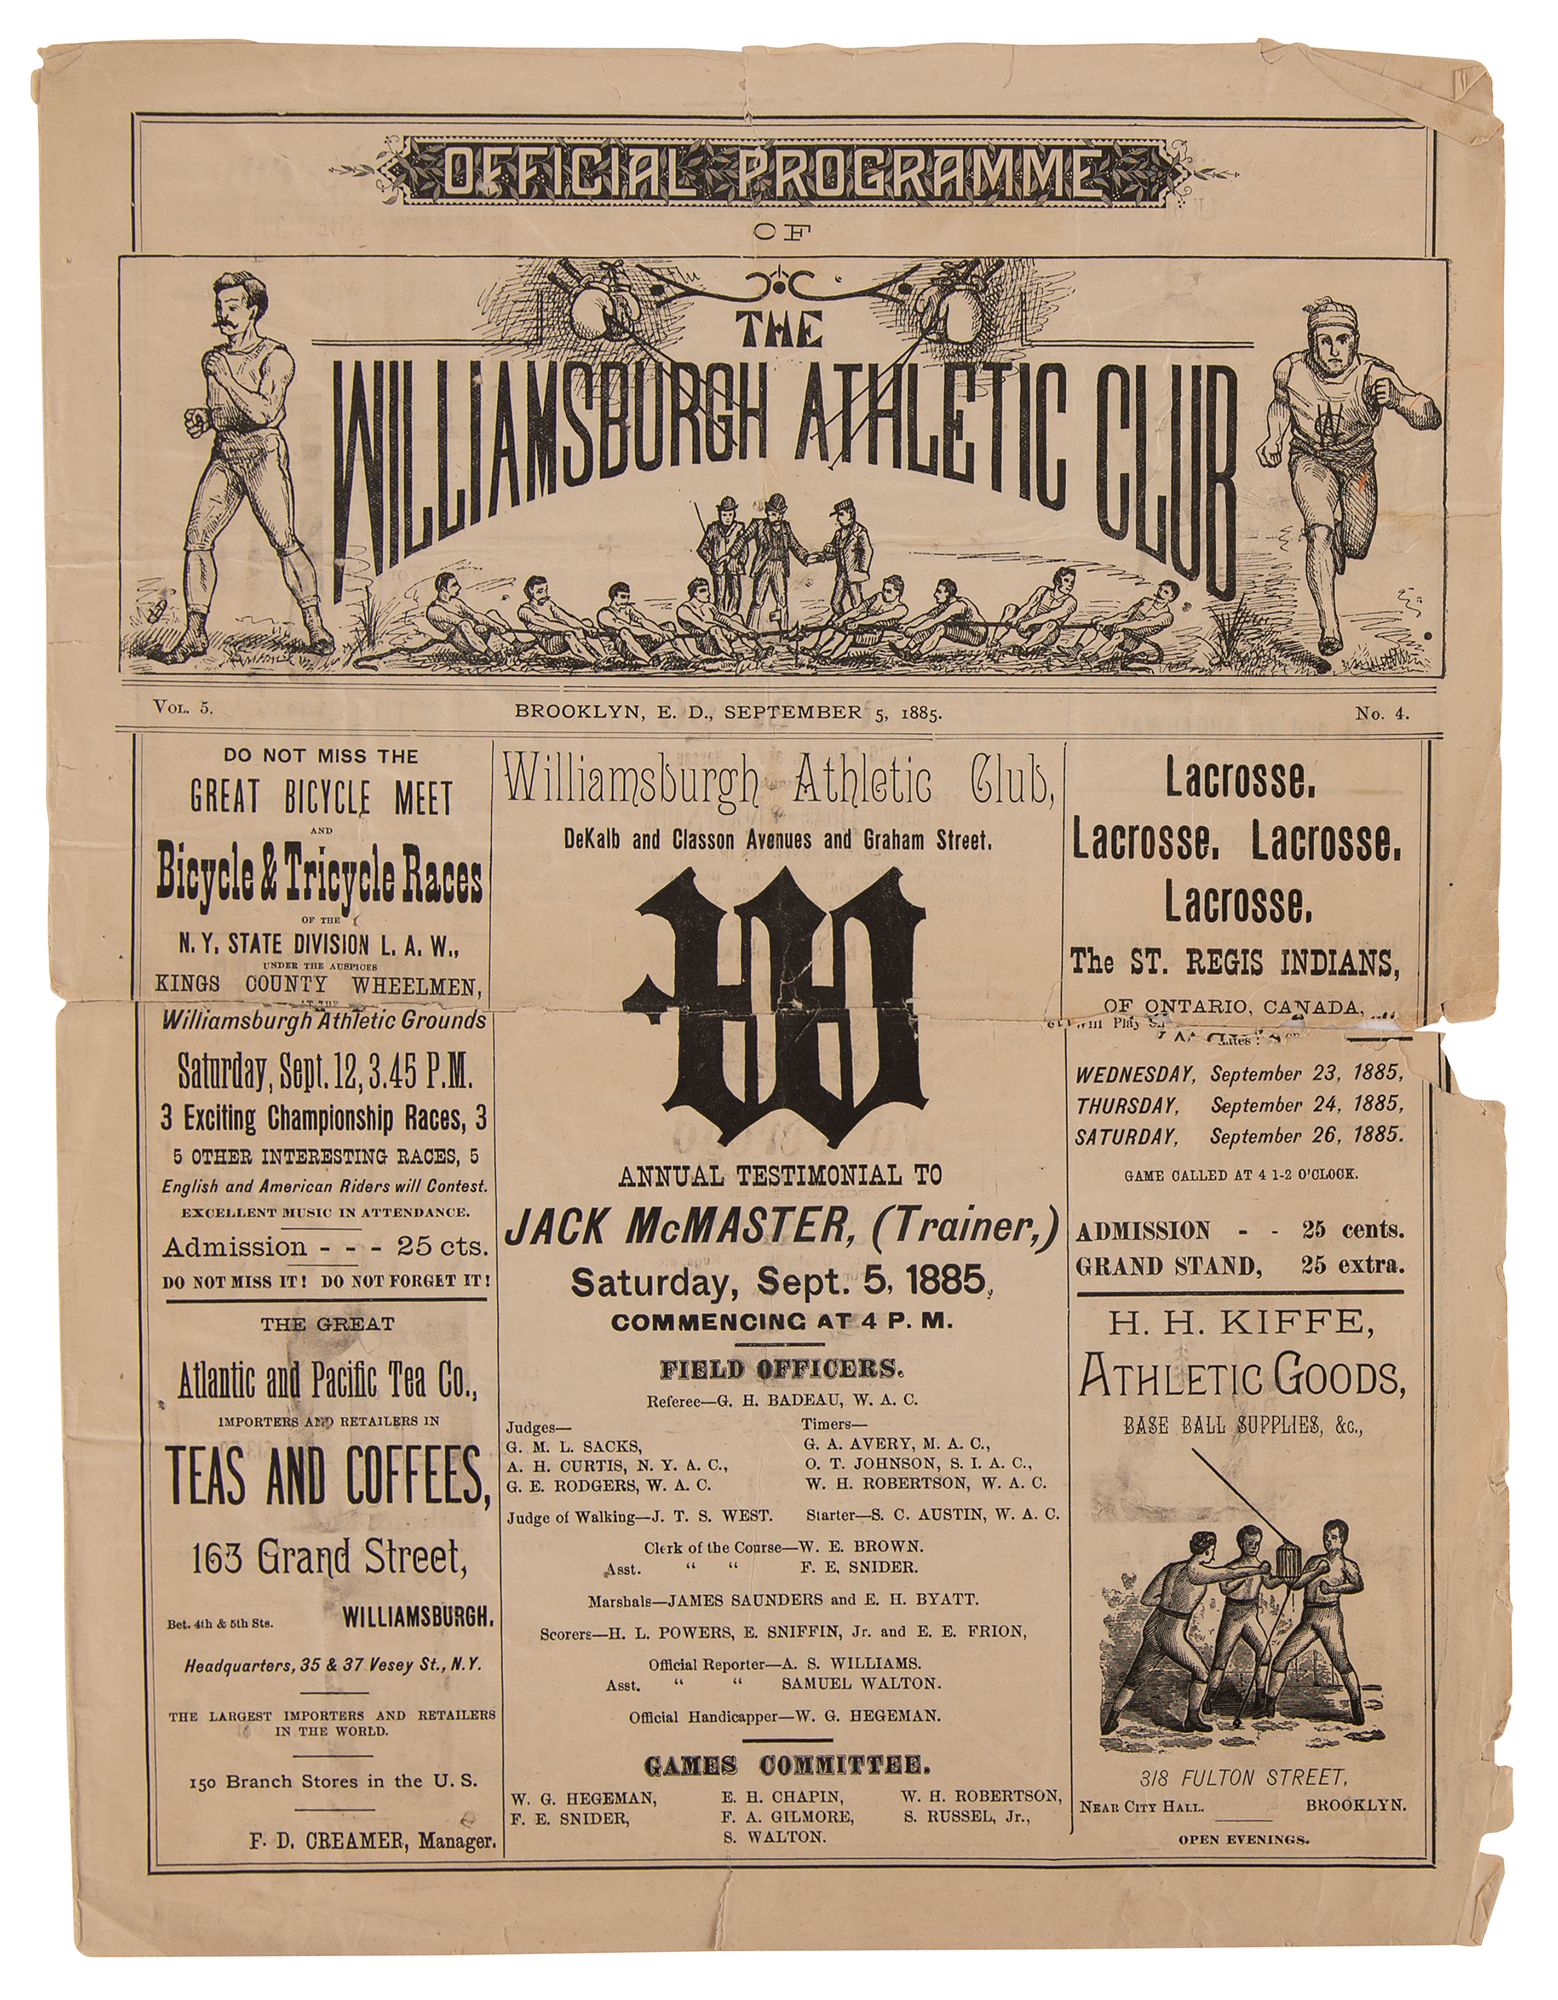 OFFICIAL PROGRAMME
OF
THE
WILLIAMSBURGH ATHLETIC CLUB
VOL. 5.
BROOKLYN, E. D., SEPTEMBER 5, 1885.
No. 4.
DO NOT MISS THE
GREAT BICYCLE MEET
AND
Bicycle & Tricycle Races
OF THE
N. Y. STATE DIVISION L. A. W.,
UNDER THE AUSPICES
KINGS COUNTY WHEELMEN,
AT THE
Williamsburgh Athletic Grounds
Saturday, Sept. 12, 3.45 P.M.
3 Exciting Championship Races, 3
5 OTHER INTERESTING RACES, 5
English and American Riders will Contest.
EXCELLENT MUSIC IN ATTENDANCE.
Admission - - - 25 cts.
DO NOT MISS IT! DO NOT FORGET IT!
THE GREAT
Atlantic and Pacific Tea Co.,
IMPORTERS AND RETAILERS IN
TEAS AND COFFEES,
163 Grand Street,
Bet. 4th & 5th Sts. WILLIAMSBURGH.
Headquarters, 35 & 37 Vesey St., N.Y.
THE LARGEST IMPORTERS AND RETAILERS
IN THE WORLD.
150 Branch Stores in the U. S.
F. D. CREAMER, Manager.
Williamsburgh Athletic Club,
DeKalb and Classon Avenues and Graham Street.
W
ANNUAL TESTIMONIAL TO
JACK McMASTER, (Trainer,)
Saturday, Sept. 5, 1885,
COMMENCING AT 4 P. M.
FIELD OFFICERS.
Referee—G. H. BADEAU, W. A. C.
Judges— Timers—
G. M. L. SACKS, G. A. AVERY, M. A. C.,
A. H. CURTIS, N. Y. A. C., O. T. JOHNSON, S. I. A. C.,
G. E. RODGERS, W. A. C. W. H. ROBERTSON, W. A. C.
Judge of Walking—J. T. S. WEST. Starter—S. C. AUSTIN, W. A. C.
Clerk of the Course—W. E. BROWN.
Asst. " " F. E. SNIDER.
Marshals—JAMES SAUNDERS and E. H. BYATT.
Scorers—H. L. POWERS, E. SNIFFIN, Jr. and E. E. FRION,
Official Reporter—A. S. WILLIAMS.
Asst. " " SAMUEL WALTON.
Official Handicapper—W. G. HEGEMAN.
GAMES COMMITTEE.
W. G. HEGEMAN, E. H. CHAPIN, W. H. ROBERTSON,
F. E. SNIDER, F. A. GILMORE, S. RUSSEL, Jr.,
S. WALTON.
Lacrosse.
Lacrosse. Lacrosse.
Lacrosse.
The ST. REGIS INDIANS,
OF ONTARIO, CANADA,
Will Play
WEDNESDAY, September 23, 1885,
THURSDAY, September 24, 1885,
SATURDAY, September 26, 1885.
GAME CALLED AT 4 1-2 O'CLOCK.
ADMISSION - - 25 cents.
GRAND STAND, 25 extra.
H. H. KIFFE,
ATHLETIC GOODS,
BASE BALL SUPPLIES, &c.,
318 FULTON STREET,
NEAR CITY HALL. BROOKLYN.
OPEN EVENINGS.